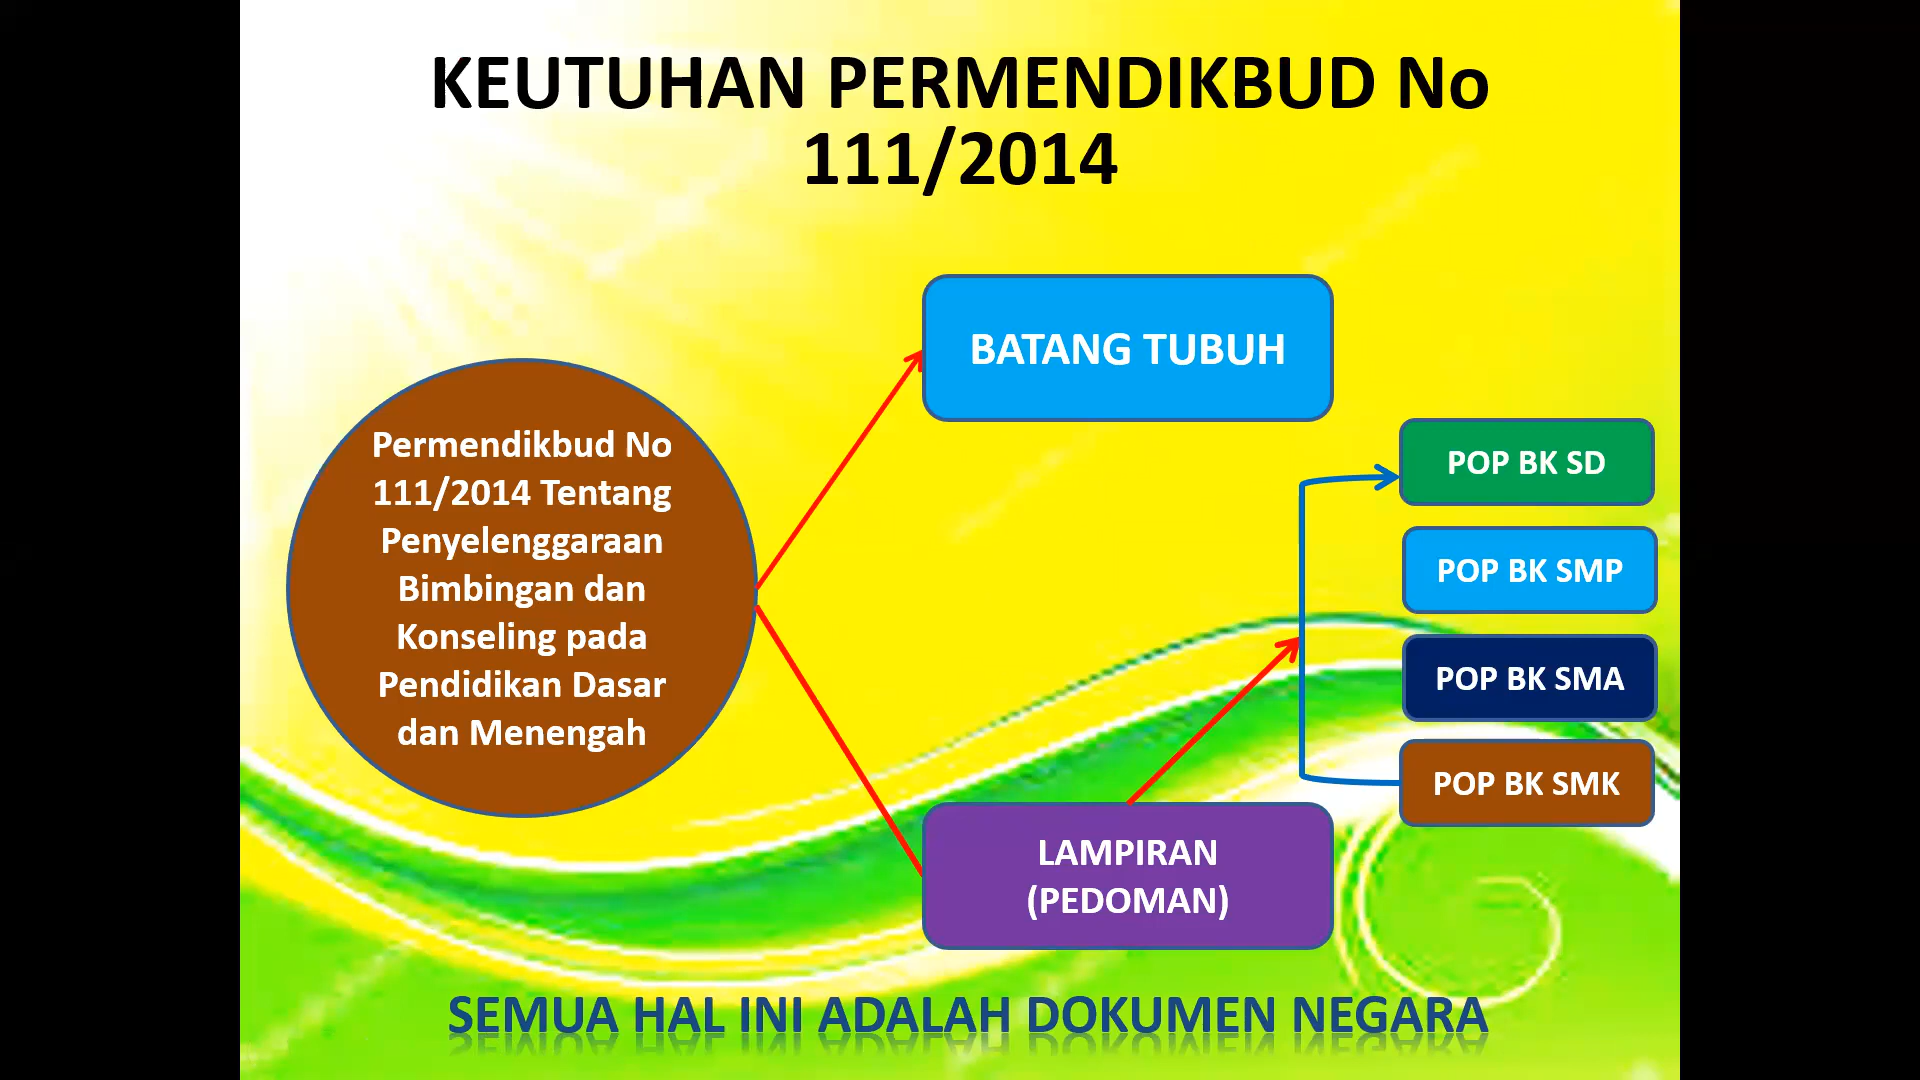 KEUTUHAN PERMENDIKBUD No
111/2014
Permendikbud No
111/2014 Tentang
Penyelenggaraan
Bimbingan dan
Konseling pada
Pendidikan Dasar
dan Menengah
BATANG TUBUH
POP BK SD
POP BK SMP
POP BK SMA
POP BK SMK
LAMPIRAN
(PEDOMAN)
SEMUA HAL INI ADALAH DOKUMEN NEGARA